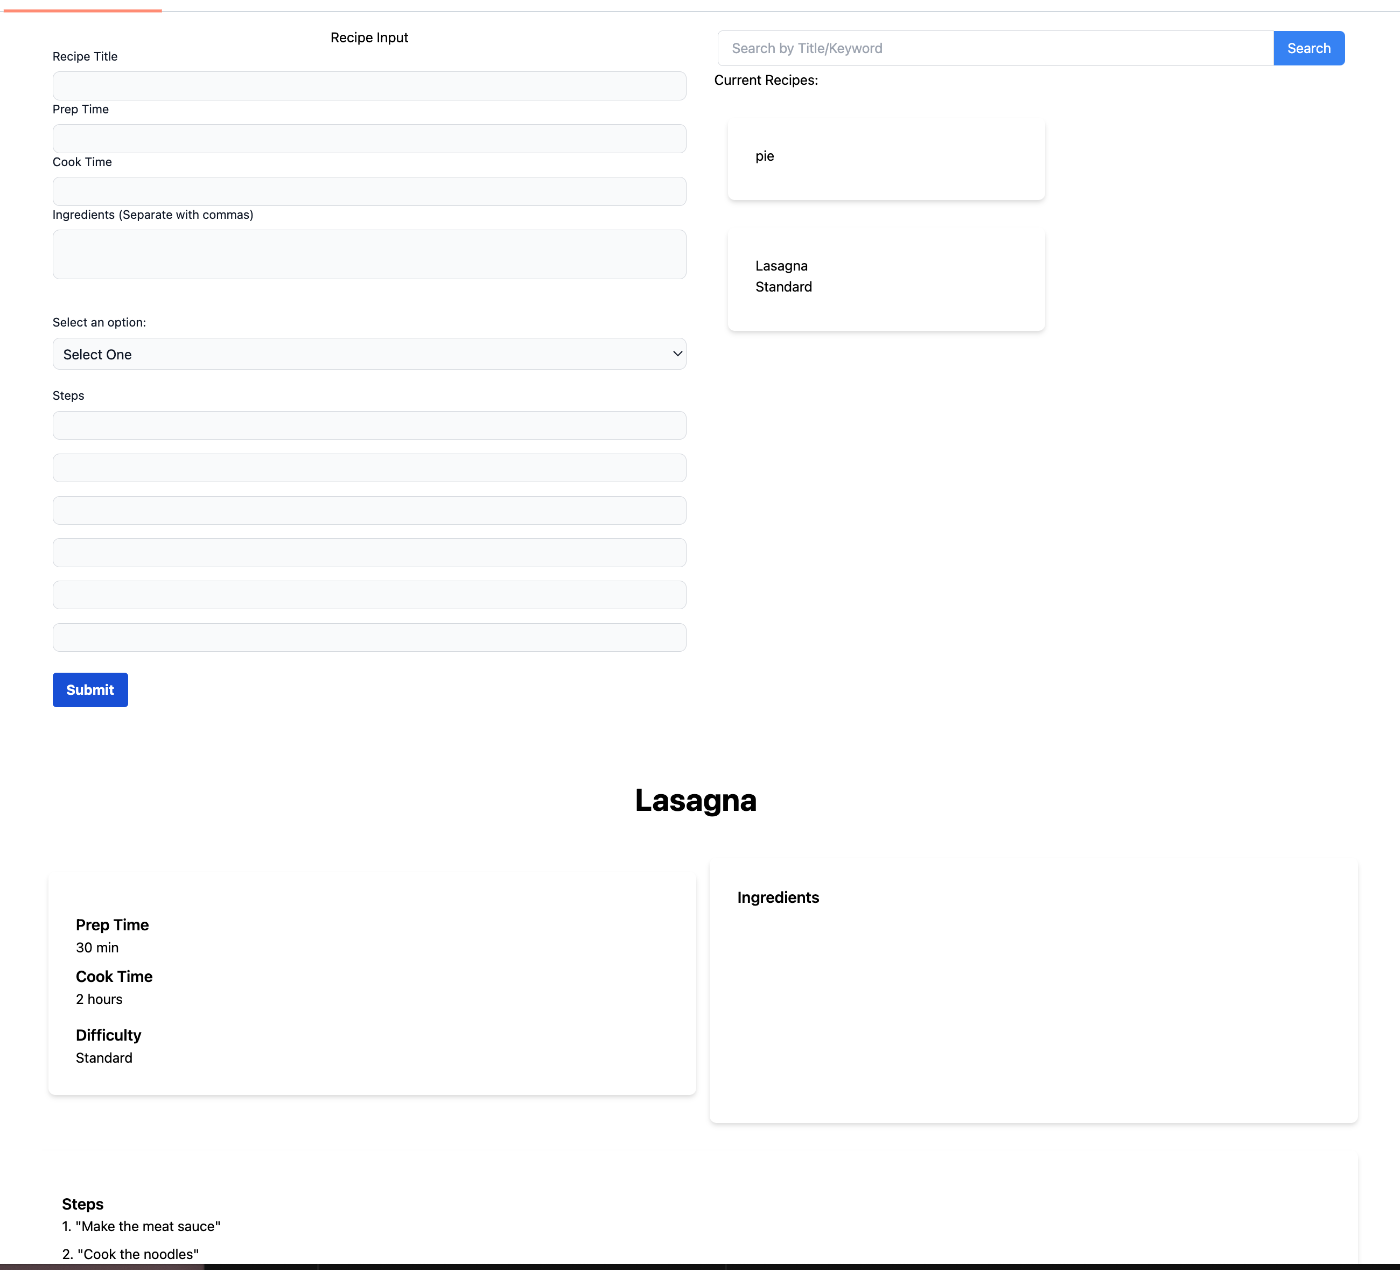 Recipe Input
Recipe Title
Prep Time
Cook Time
Ingredients (Separate with commas)
Select an option:
Select One
Steps
Submit
Search by Title/Keyword
Search
Current Recipes:
pie
Lasagna
Standard
Lasagna
Prep Time
30 min
Cook Time
2 hours
Difficulty
Standard
Ingredients
Steps
1. "Make the meat sauce"
2. "Cook the noodles"